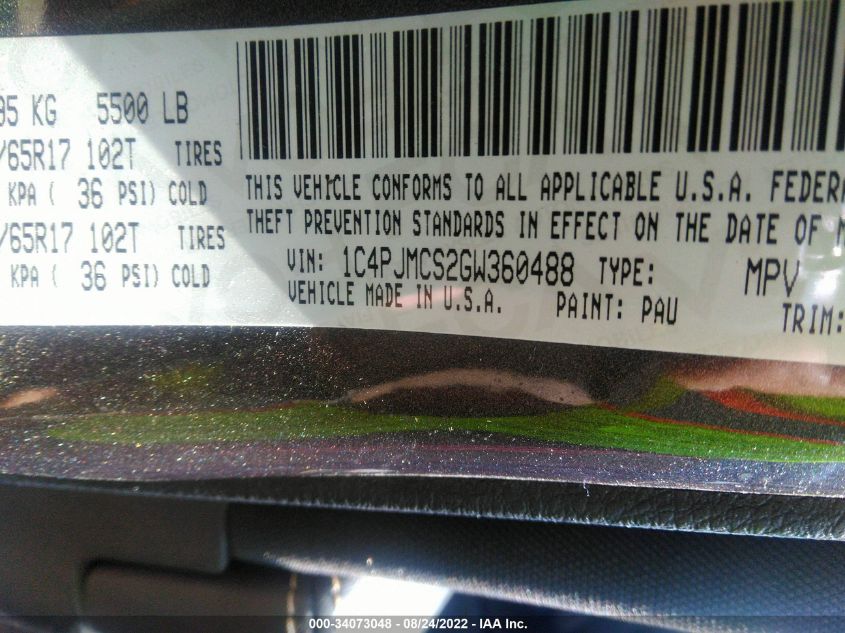 95 KG 5500 LB
/65R17 102T TIRES
KPA ( 36 PSI) COLD
/65R17 102T TIRES
KPA ( 36 PSI) COLD
THIS VEHICLE CONFORMS TO ALL APPLICABLE U.S.A. FEDERA
THEFT PREVENTION STANDARDS IN EFFECT ON THE DATE OF M
VIN: 1C4PJMCS2GW360488 TYPE: MPV
VEHICLE MADE IN U.S.A. PAINT: PAU TRIM:
000-34073048 - 08/24/2022 - IAA Inc.